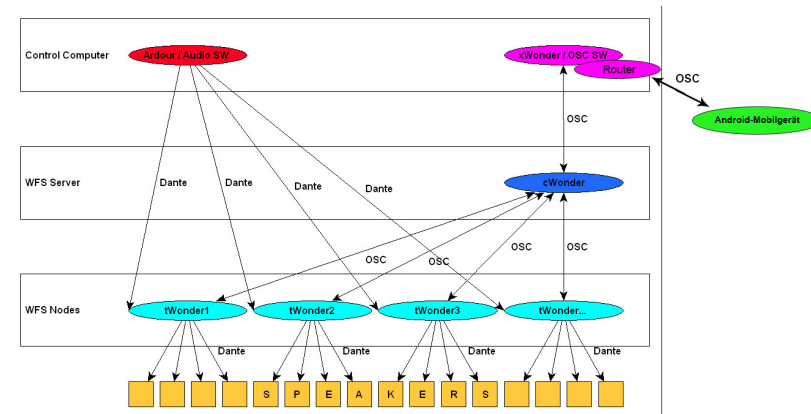 Control Computer
Ardour / Audio SW
xWonder / OSC SW
Router
OSC
Android-Mobilgerät
OSC
WFS Server
Dante
Dante
Dante
Dante
cWonder
OSC
OSC
OSC
OSC
WFS Nodes
tWonder1
tWonder2
tWonder3
tWonder...
Dante
Dante
Dante
Dante
S P E A K E R S